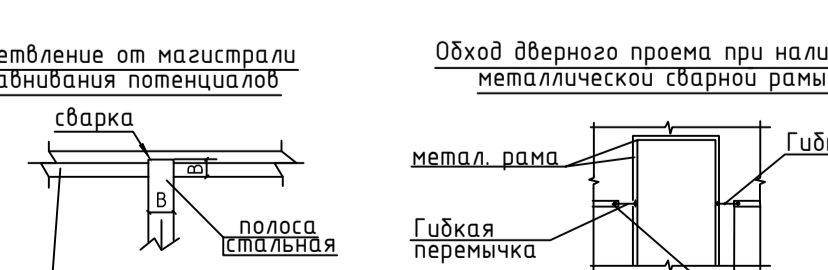 етвление от магистрали
авнивания потенциалов
сварка
В
В
полоса
стальная
Обход дверного проема при нали
металлической сварной рамы
метал. рама
Гиб
Гибкая
перемычка